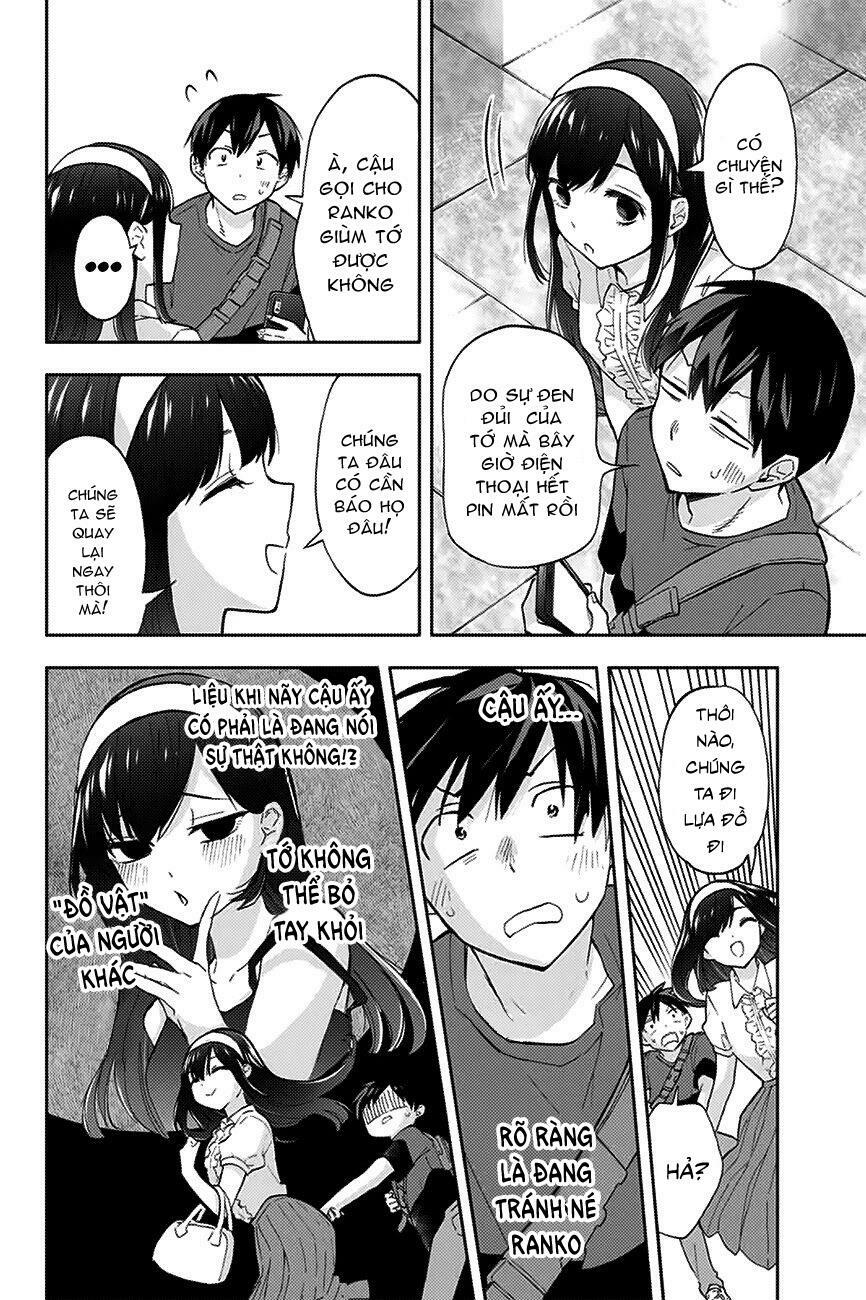 CÓ
CHUYỆN
GÌ THẾ?
DO SỰ ĐEN
ĐỦI CỦA
TỚ MÀ BÂY
GIỜ ĐIỆN
THOẠI HẾT
PIN MẤT RỒI
À, CẬU
GỌI CHO
RANKO
GIÙM TỚ
ĐƯỢC
KHÔNG
...
CHÚNG
TA ĐÂU
CÓ CẦN
BÁO HỌ
ĐÂU!
CHÚNG
TA SẼ
QUAY
LẠI
NGAY
THÔI
MÀ!
THÔI
NÀO,
CHÚNG
TA ĐI
LỰA ĐỒ
ĐI
HẢ?
CẬU ẤY...
RÕ RÀNG
LÀ ĐANG
TRÁNH NÉ
RANKO
LIỆU KHI NÃY CẬU ẤY
CÓ PHẢI LÀ ĐANG NÓI
SỰ THẬT KHÔNG!?
TỚ KHÔNG
THỂ BỎ
TAY KHỎI
"ĐỒ VẬT"
CỦA NGƯỜI
KHÁC